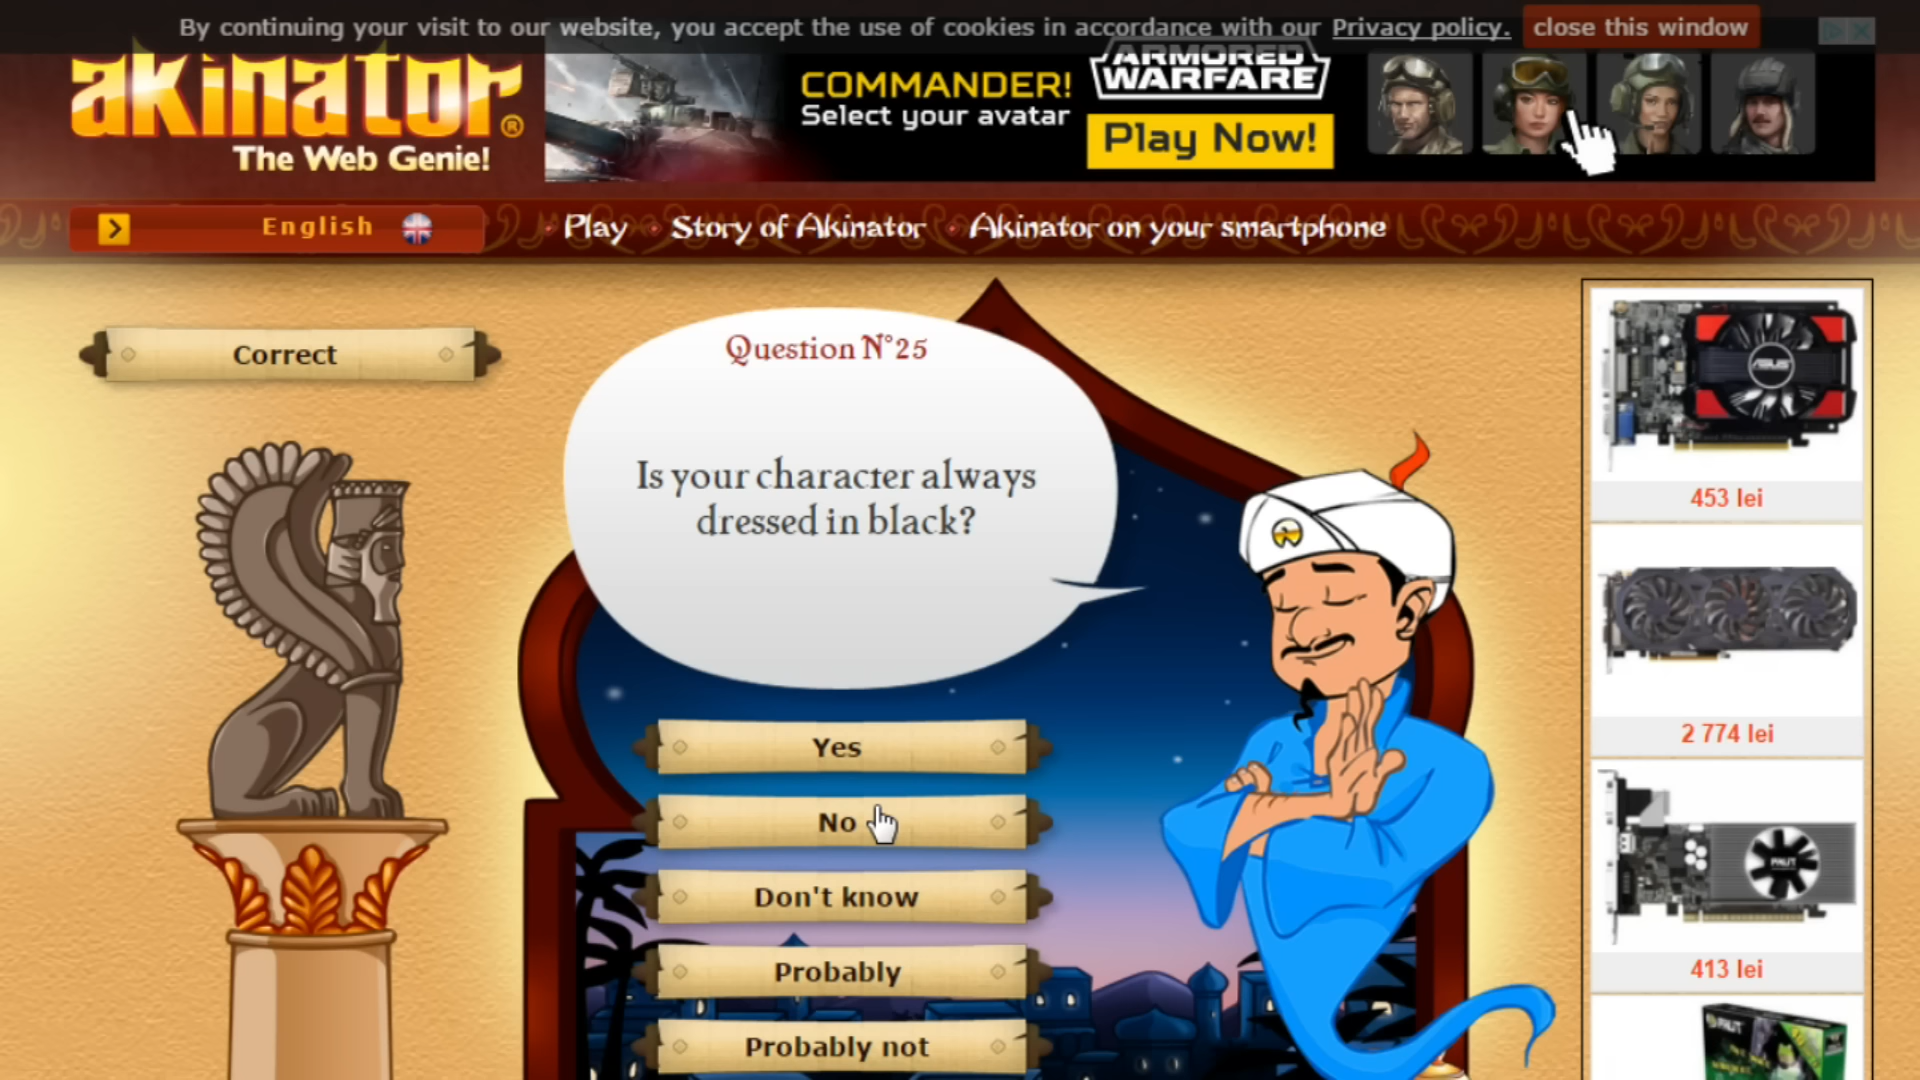 By continuing your visit to our website, you accept the use of cookies in accordance with our Privacy policy. close this window
akinator®
The Web Genie!
COMMANDER!
Select your avatar
ARMORED
WARFARE
Play Now!
English
Play
Story of Akinator
Akinator on your smartphone
Correct
Question N°25
Is your character always
dressed in black?
Yes
No
Don't know
Probably
Probably not
ASUS
453 lei
2 774 lei
PALIT
413 lei
PALIT